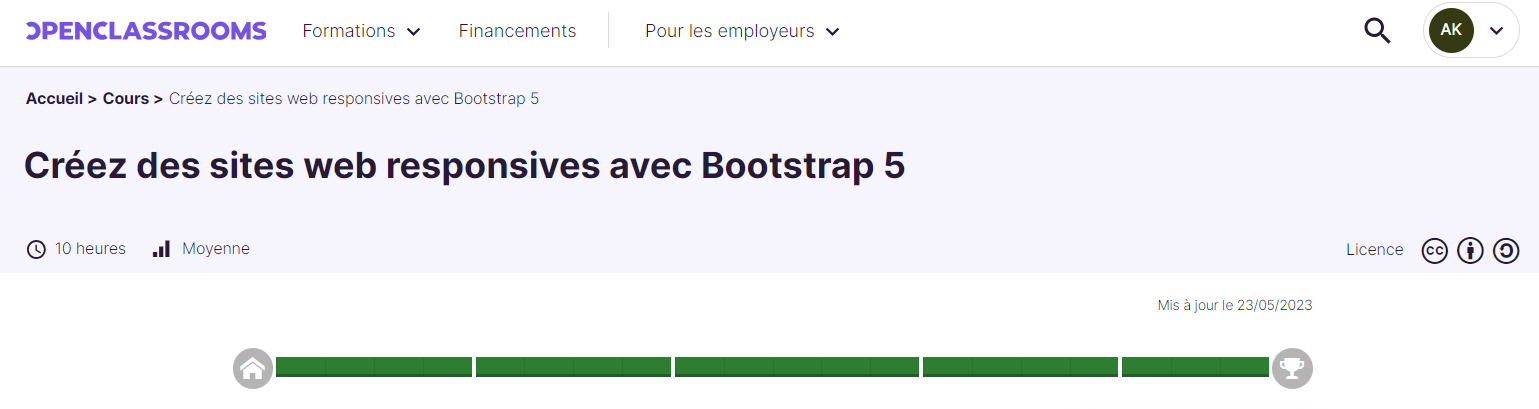 OPENCLASSROOMS Formations Financements Pour les employeurs AK
Accueil > Cours > Créez des sites web responsives avec Bootstrap 5
Créez des sites web responsives avec Bootstrap 5
10 heures Moyenne Licence cc
Mis à jour le 23/05/2023